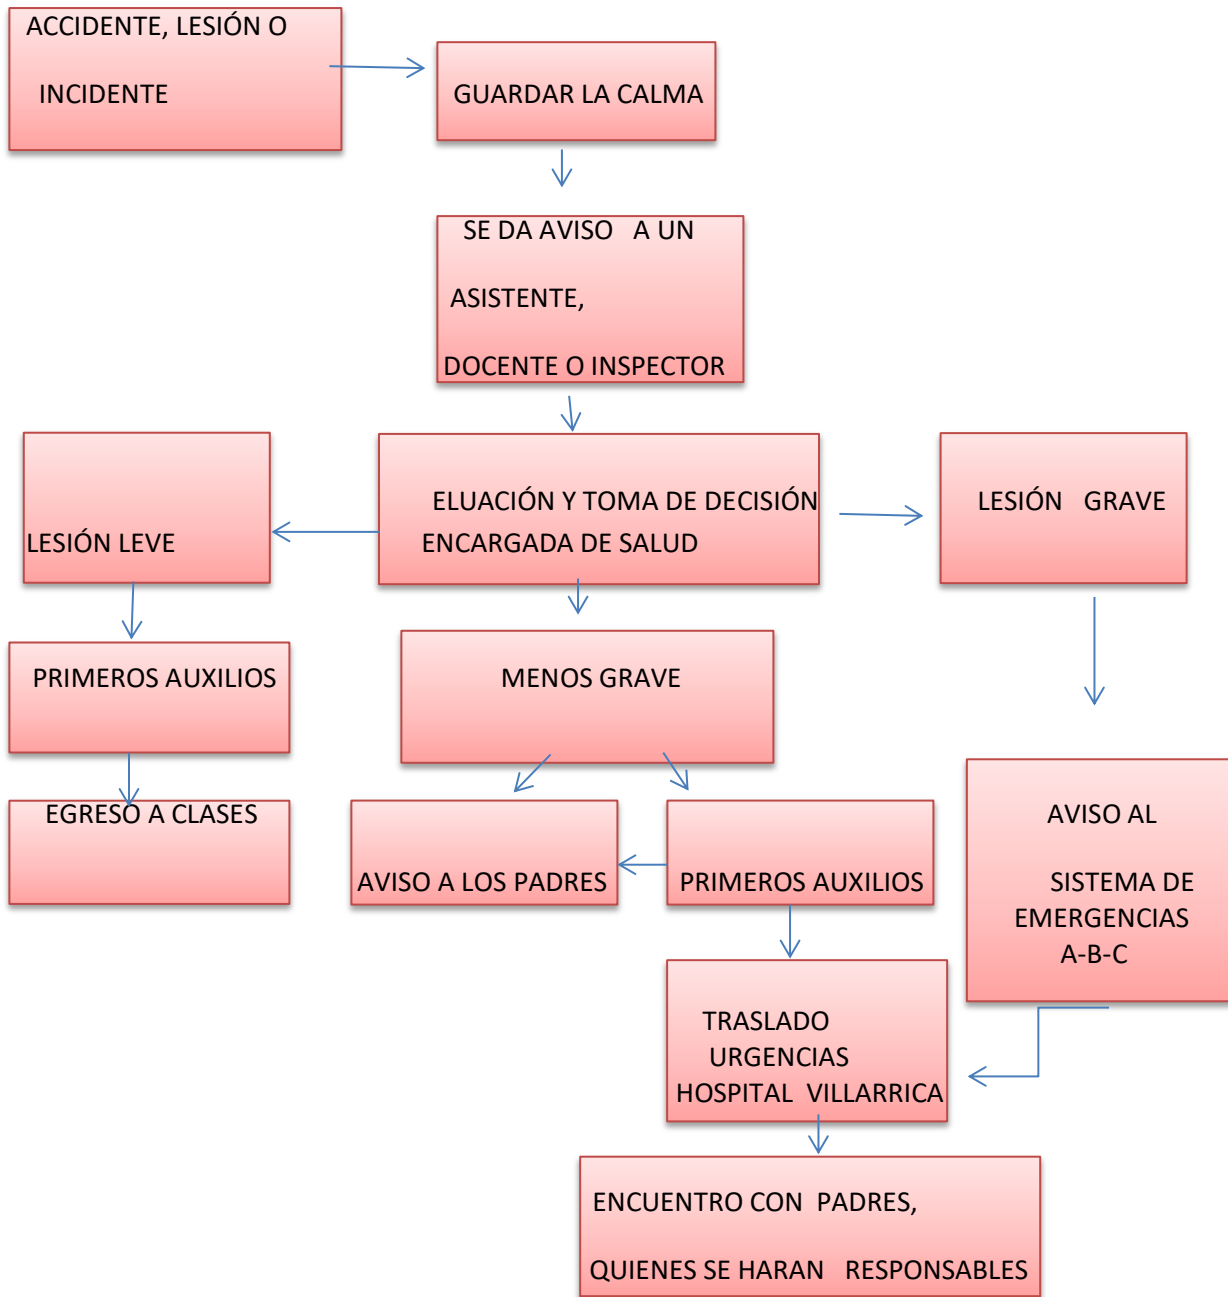 ACCIDENTE, LESIÓN O
INCIDENTE
GUARDAR LA CALMA
SE DA AVISO A UN
ASISTENTE,
DOCENTE O INSPECTOR
ELUACIÓN Y TOMA DE DECISIÓN
ENCARGADA DE SALUD
LESIÓN LEVE
LESIÓN GRAVE
PRIMEROS AUXILIOS
MENOS GRAVE
EGRESO A CLASES
AVISO A LOS PADRES
PRIMEROS AUXILIOS
AVISO AL
SISTEMA DE
EMERGENCIAS
A-B-C
TRASLADO
URGENCIAS
HOSPITAL VILLARRICA
ENCUENTRO CON PADRES,
QUIENES SE HARAN RESPONSABLES